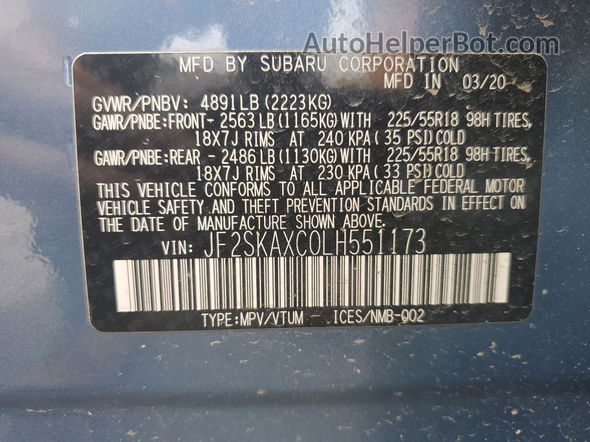 AutoHelperBot.com
MFD BY SUBARU CORPORATION
MFD IN 03/20
GVWR/PNBV: 4891LB(2223KG)
GAWR/PNBE:FRONT- 2563LB(1165KG)WITH 225/55R18 98H TIRES,
18X7J RIMS AT 240 KPA(35 PSI)COLD
GAWR/PNBE:REAR - 2486LB(1130KG)WITH 225/55R18 98H TIRES,
18X7J RIMS AT 230 KPA(33 PSI)COLD
THIS VEHICLE CONFORMS TO ALL APPLICABLE FEDERAL MOTOR
VEHICLE SAFETY AND THEFT PREVENTION STANDARDS IN EFFECT ON
THE DATE OF MANUFACTURE SHOWN ABOVE.
VIN: JF2SKAXC0LH551173
TYPE:MPV/VTUM - ICES/NMB-002